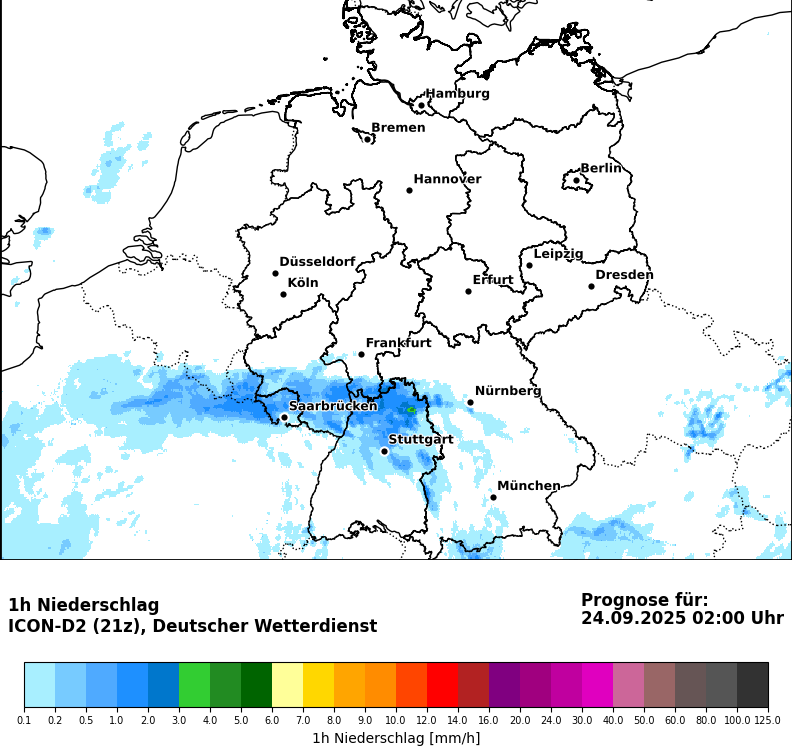 Hamburg
Bremen
Berlin
Hannover
Leipzig
Düsseldorf
Dresden
Köln
Erfurt
Frankfurt
Nürnberg
Saarbrücken
Stuttgart
München
1h Niederschlag
ICON-D2 (21z), Deutscher Wetterdienst
Prognose für:
24.09.2025 02:00 Uhr
0.1 0.2 0.5 1.0 2.0 3.0 4.0 5.0 6.0 7.0 9.0 10.0 12.0 14.0 16.0 20.0 24.0 30.0 40.0 50.0 60.0 80.0 100.0 125.0
1h Niederschlag [mm/h]